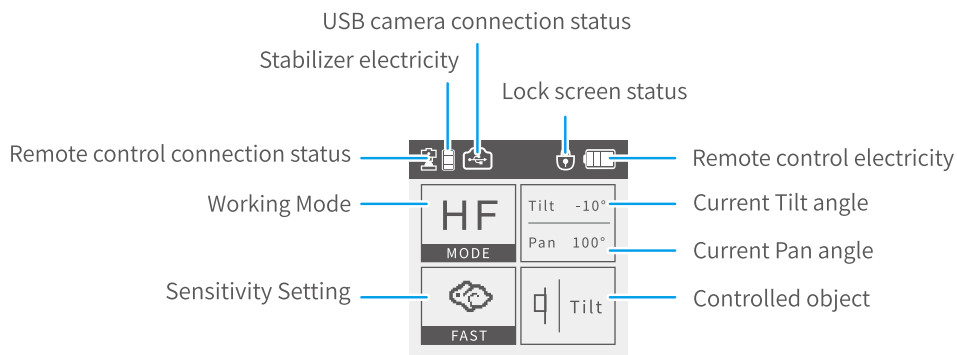 USB camera connection status
Stabilizer electricity
Lock screen status
Remote control connection status
Remote control electricity
Working Mode
HF
MODE
Tilt -10°
Current Tilt angle
Pan 100°
Current Pan angle
Sensitivity Setting
FAST
Tilt
Controlled object